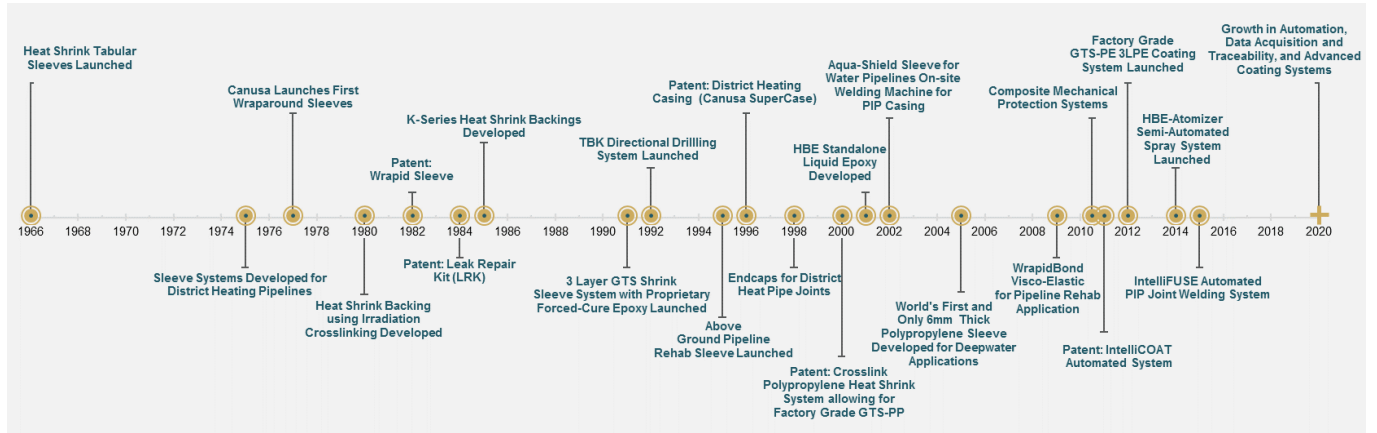 Heat Shrink Tabular
Sleeves Launched
Canusa Launches First
Wraparound Sleeves
Patent:
Wrapid Sleeve
K-Series Heat Shrink Backings
Developed
TBK Directional Drillling
System Launched
Patent: District Heating
Casing (Canusa SuperCase)
HBE Standalone
Liquid Epoxy
Developed
Aqua-Shield Sleeve for
Water Pipelines On-site
Welding Machine for
PIP Casing
Composite Mechanical
Protection Systems
Factory Grade
GTS-PE 3LPE Coating
System Launched
HBE-Atomizer
Semi-Automated
Spray System
Launched
Growth in Automation,
Data Acquisition and
Traceability, and Advanced
Coating Systems
1966 1968 1970 1972 1974 1976 1978 1980 1982 1984 1986 1988 1990 1992 1994 1996 1998 2000 2002 2004 2006 2008 2010 2012 2014 2016 2018 2020
Sleeve Systems Developed for
District Heating Pipelines
Heat Shrink Backing
using Irradiation
Crosslinking Developed
Patent: Leak Repair
Kit (LRK)
3 Layer GTS Shrink
Sleeve System with Proprietary
Forced-Cure Epoxy Launched
Above
Ground Pipeline
Rehab Sleeve Launched
Endcaps for District
Heat Pipe Joints
Patent: Crosslink
Polypropylene Heat Shrink
System allowing for
Factory Grade GTS-PP
World's First and
Only 6mm Thick
Polypropylene Sleeve
Developed for Deepwater
Applications
WrapidBond
Visco-Elastic
for Pipeline Rehab
Application
Patent: IntelliCOAT
Automated System
IntelliFUSE Automated
PIP Joint Welding System